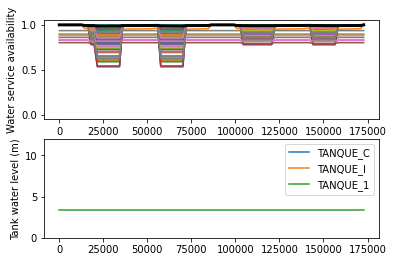 Water service availability
1.0
0.5
0.0
0 25000 50000 75000 100000 125000 150000 175000
Tank water level (m)
10
5
0
TANQUE_C
TANQUE_I
TANQUE_1
0 25000 50000 75000 100000 125000 150000 175000